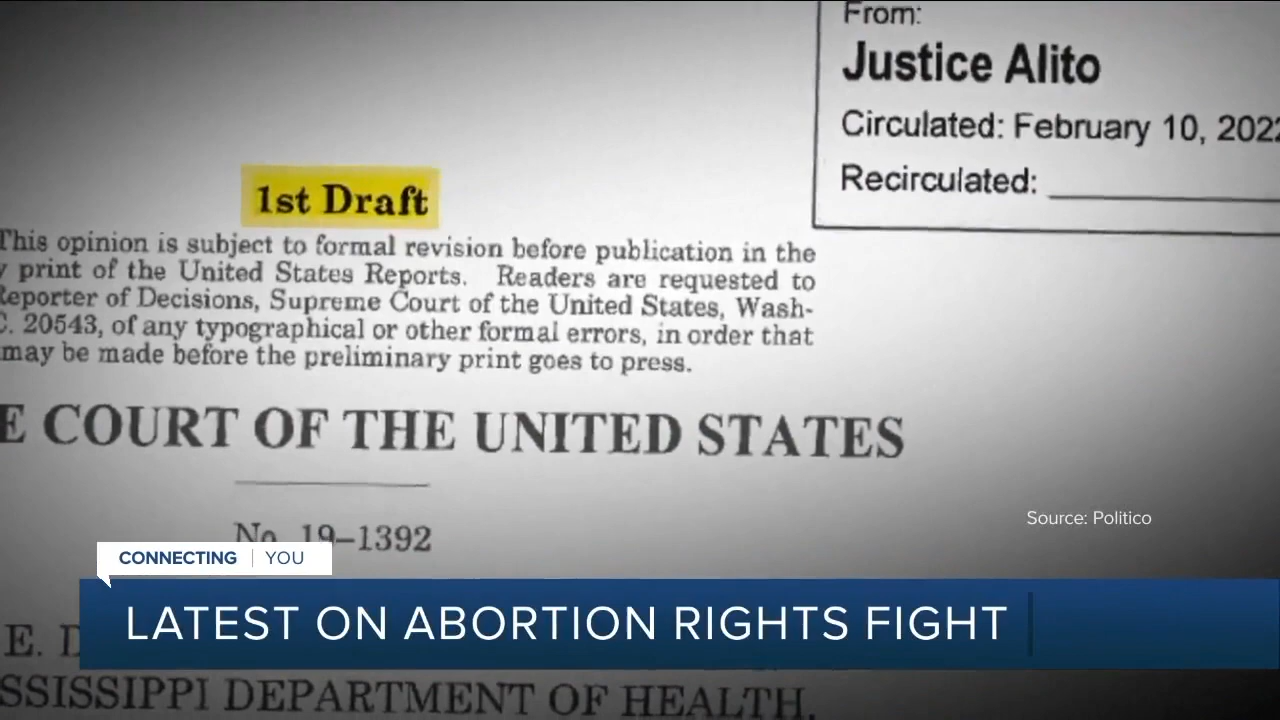 From:
Justice Alito
Circulated: February 10, 2022
Recirculated:
1st Draft
This opinion is subject to formal revision before publication in the
y print of the United States Reports. Readers are requested to
Reporter of Decisions, Supreme Court of the United States, Wash-
C. 20543, of any typographical or other formal errors, in order that
may be made before the preliminary print goes to press.
E COURT OF THE UNITED STATES
No. 19–1392
Source: Politico
CONNECTING | YOU
LATEST ON ABORTION RIGHTS FIGHT
E. D
SSISSIPPI DEPARTMENT OF HEALTH,